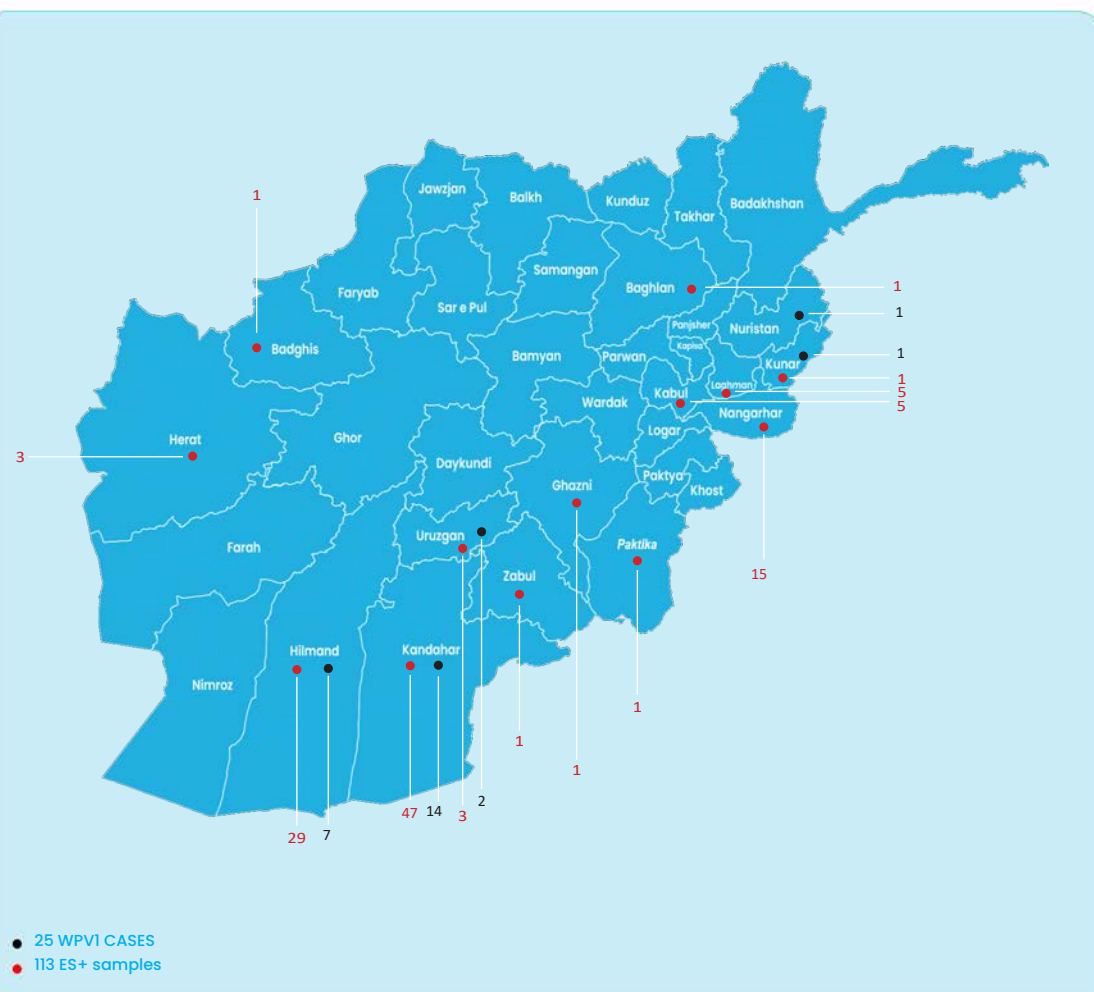 1
Jawzjan
Balkh
Kunduz
Takhar
Badakhshan
Samangan
Baghlan
1
Faryab
Sar e Pul
1
Panjsher
Nuristan
Kapisa
Badghis
Bamyan
Parwan
1
Kunar
1
Laghman
5
Kabul
5
Wardak
Nangarhar
Logar
Herat
Ghor
3
Daykundi
Paktya
Ghazni
Khost
Uruzgan
Paktika
Farah
Zabul
15
Hilmand
Kandahar
Nimroz
1
1
1
2
47
14
3
29
7
25 WPV1 CASES
113 ES+ samples